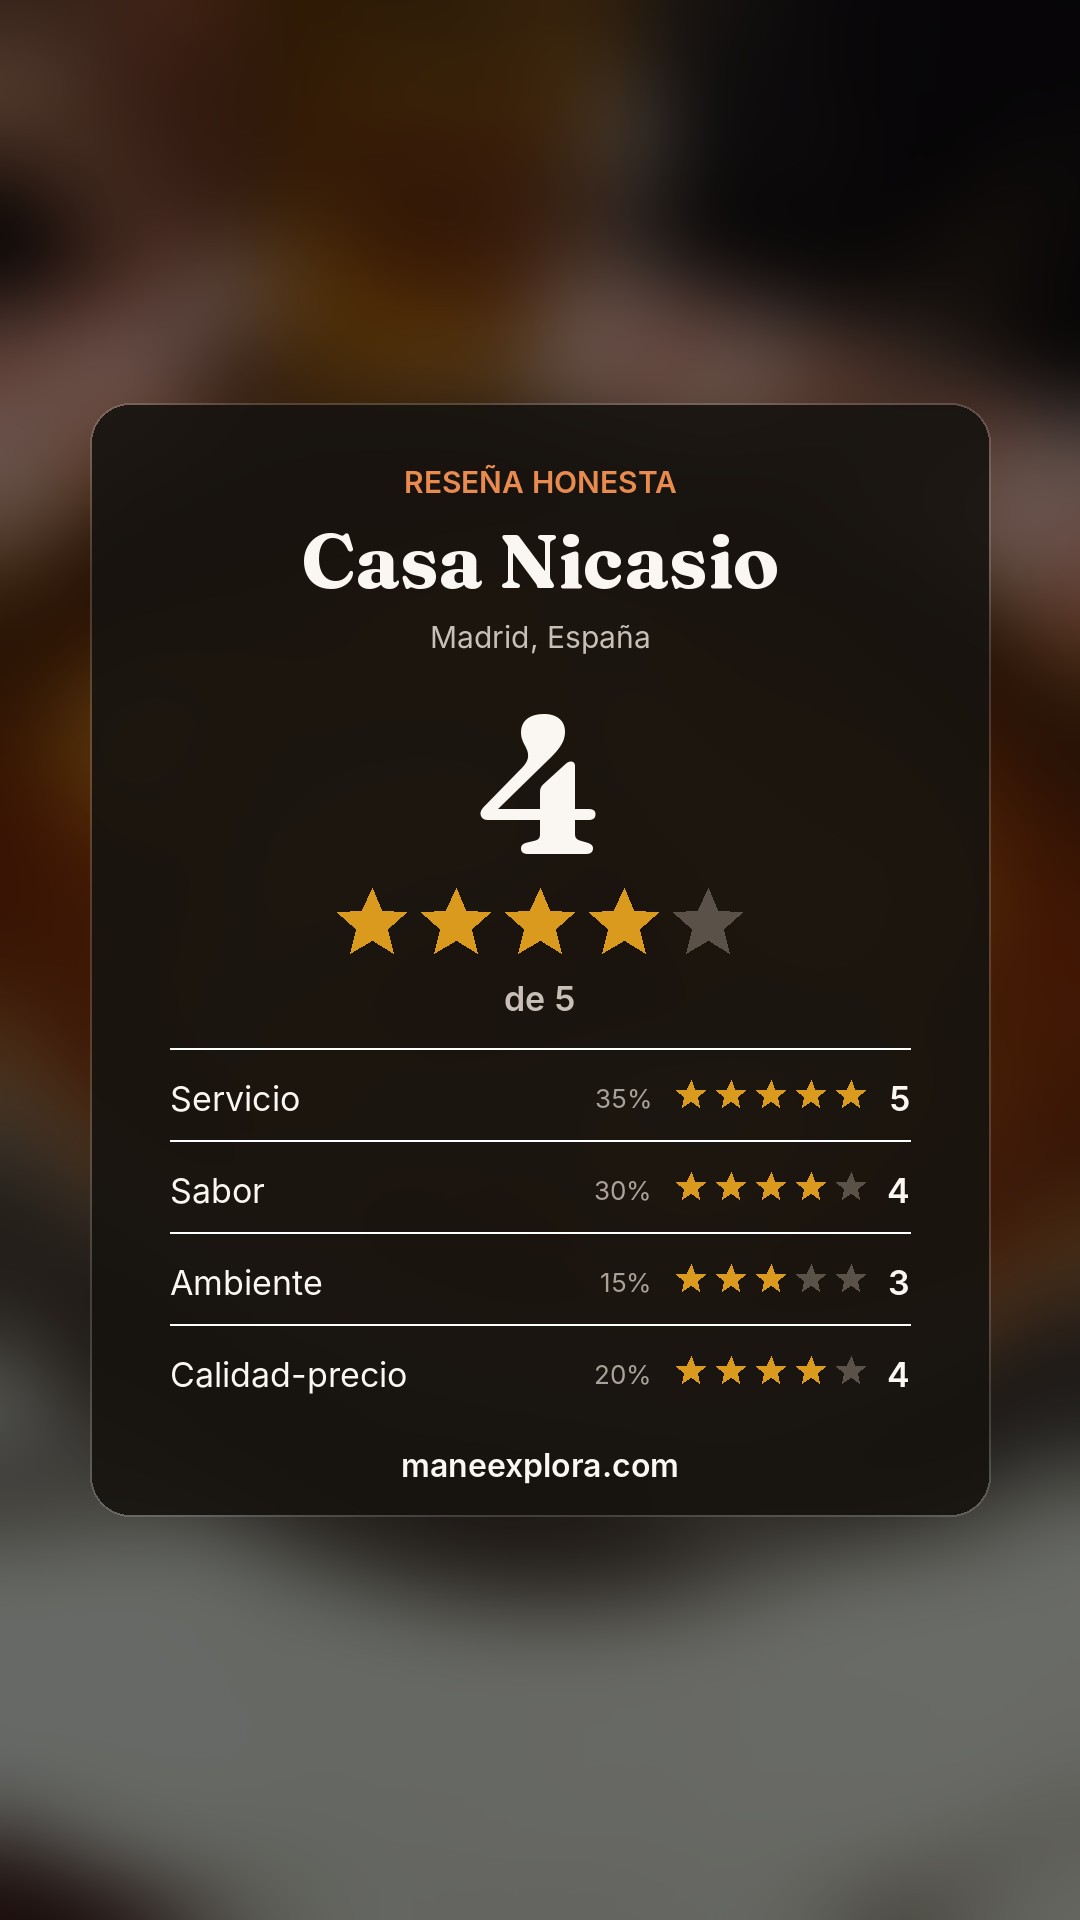 RESEÑA HONESTA
Casa Nicasio
Madrid, España
4
de 5
Servicio 35% 5
Sabor 30% 4
Ambiente 15% 3
Calidad-precio 20% 4
maneexplora.com